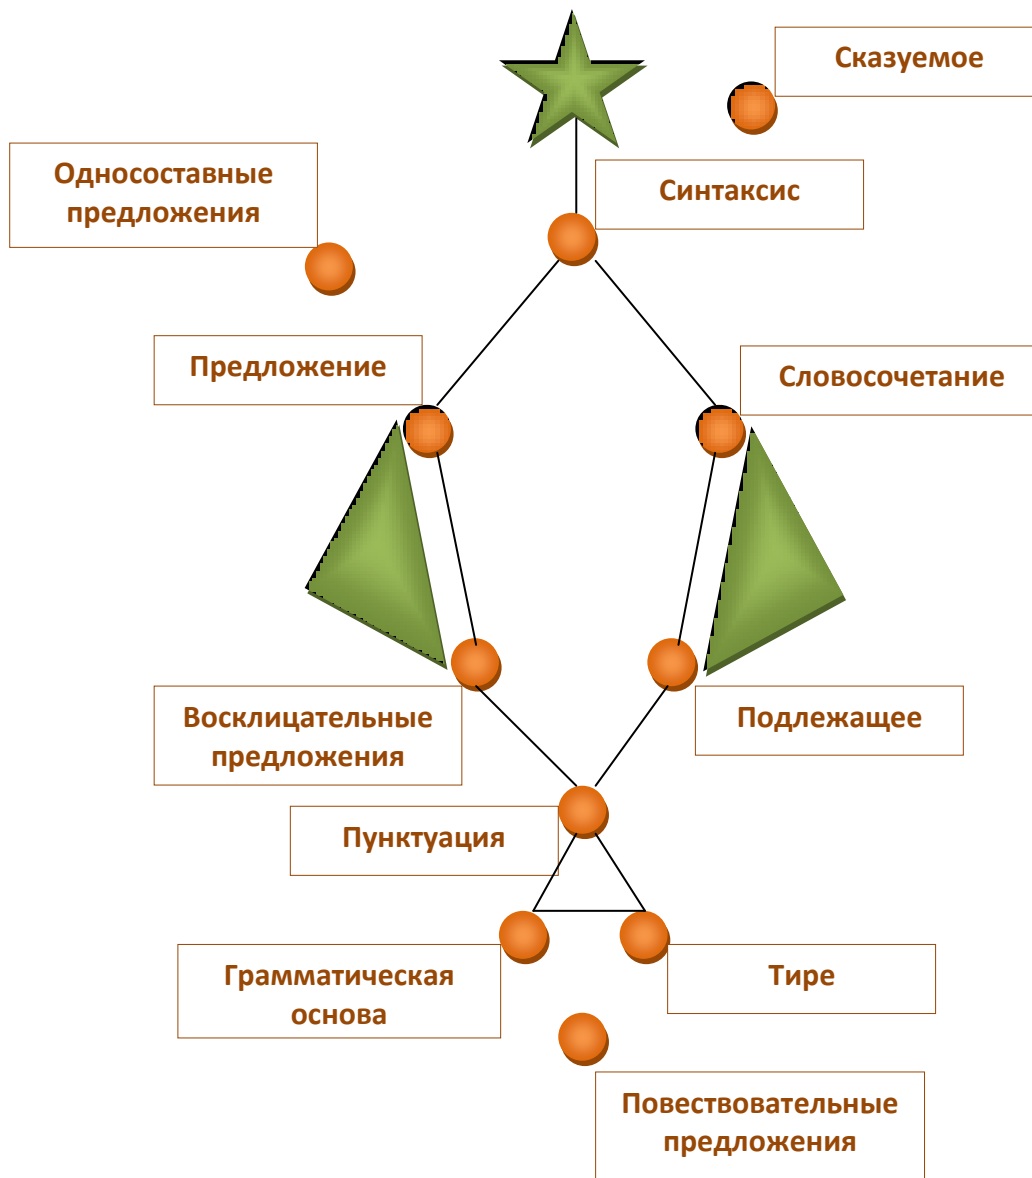 Сказуемое
Односоставные
предложения
Синтаксис
Предложение
Словосочетание
Восклицательные
предложения
Подлежащее
Пунктуация
Грамматическая
основа
Тире
Повествовательные
предложения